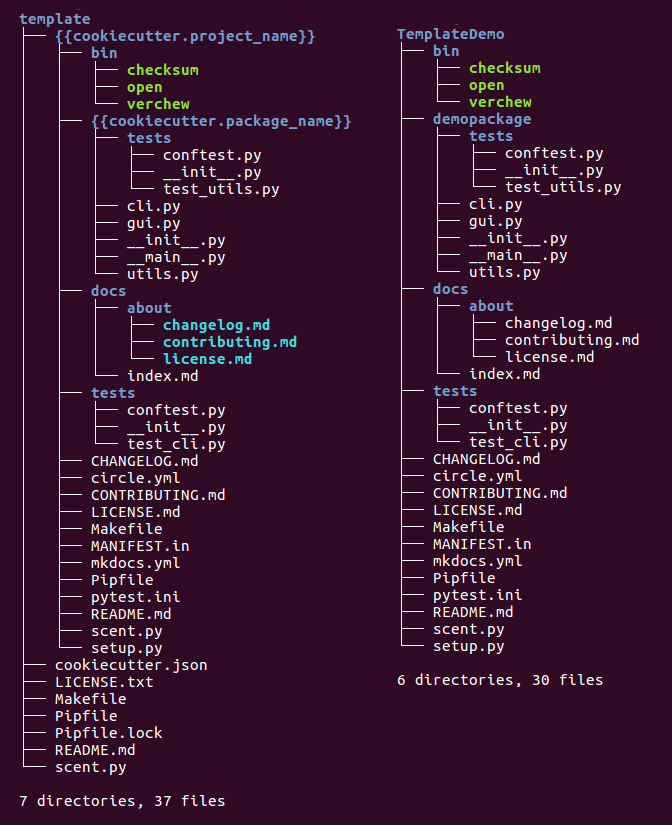 template
├── {{cookiecutter.project_name}}
│   ├── bin
│   │   ├── checksum
│   │   ├── open
│   │   └── verchew
│   ├── {{cookiecutter.package_name}}
│   │   ├── tests
│   │   │   ├── conftest.py
│   │   │   ├── __init__.py
│   │   │   └── test_utils.py
│   │   ├── cli.py
│   │   ├── gui.py
│   │   ├── __init__.py
│   │   ├── __main__.py
│   │   └── utils.py
│   ├── docs
│   │   ├── about
│   │   │   ├── changelog.md
│   │   │   ├── contributing.md
│   │   │   └── license.md
│   │   └── index.md
│   ├── tests
│   │   ├── conftest.py
│   │   ├── __init__.py
│   │   └── test_cli.py
│   ├── CHANGELOG.md
│   ├── circle.yml
│   ├── CONTRIBUTING.md
│   ├── LICENSE.md
│   ├── Makefile
│   ├── MANIFEST.in
│   ├── mkdocs.yml
│   ├── Pipfile
│   ├── pytest.ini
│   ├── README.md
│   ├── scent.py
│   └── setup.py
├── cookiecutter.json
├── LICENSE.txt
├── Makefile
├── Pipfile
├── Pipfile.lock
├── README.md
└── scent.py
7 directories, 37 files
TemplateDemo
├── bin
│   ├── checksum
│   ├── open
│   └── verchew
├── demopackage
│   ├── tests
│   │   ├── conftest.py
│   │   ├── __init__.py
│   │   └── test_utils.py
│   ├── cli.py
│   ├── gui.py
│   ├── __init__.py
│   ├── __main__.py
│   └── utils.py
├── docs
│   ├── about
│   │   ├── changelog.md
│   │   ├── contributing.md
│   │   └── license.md
│   └── index.md
├── tests
│   ├── conftest.py
│   ├── __init__.py
│   └── test_cli.py
├── CHANGELOG.md
├── circle.yml
├── CONTRIBUTING.md
├── LICENSE.md
├── Makefile
├── MANIFEST.in
├── mkdocs.yml
├── Pipfile
├── pytest.ini
├── README.md
├── scent.py
└── setup.py
6 directories, 30 files